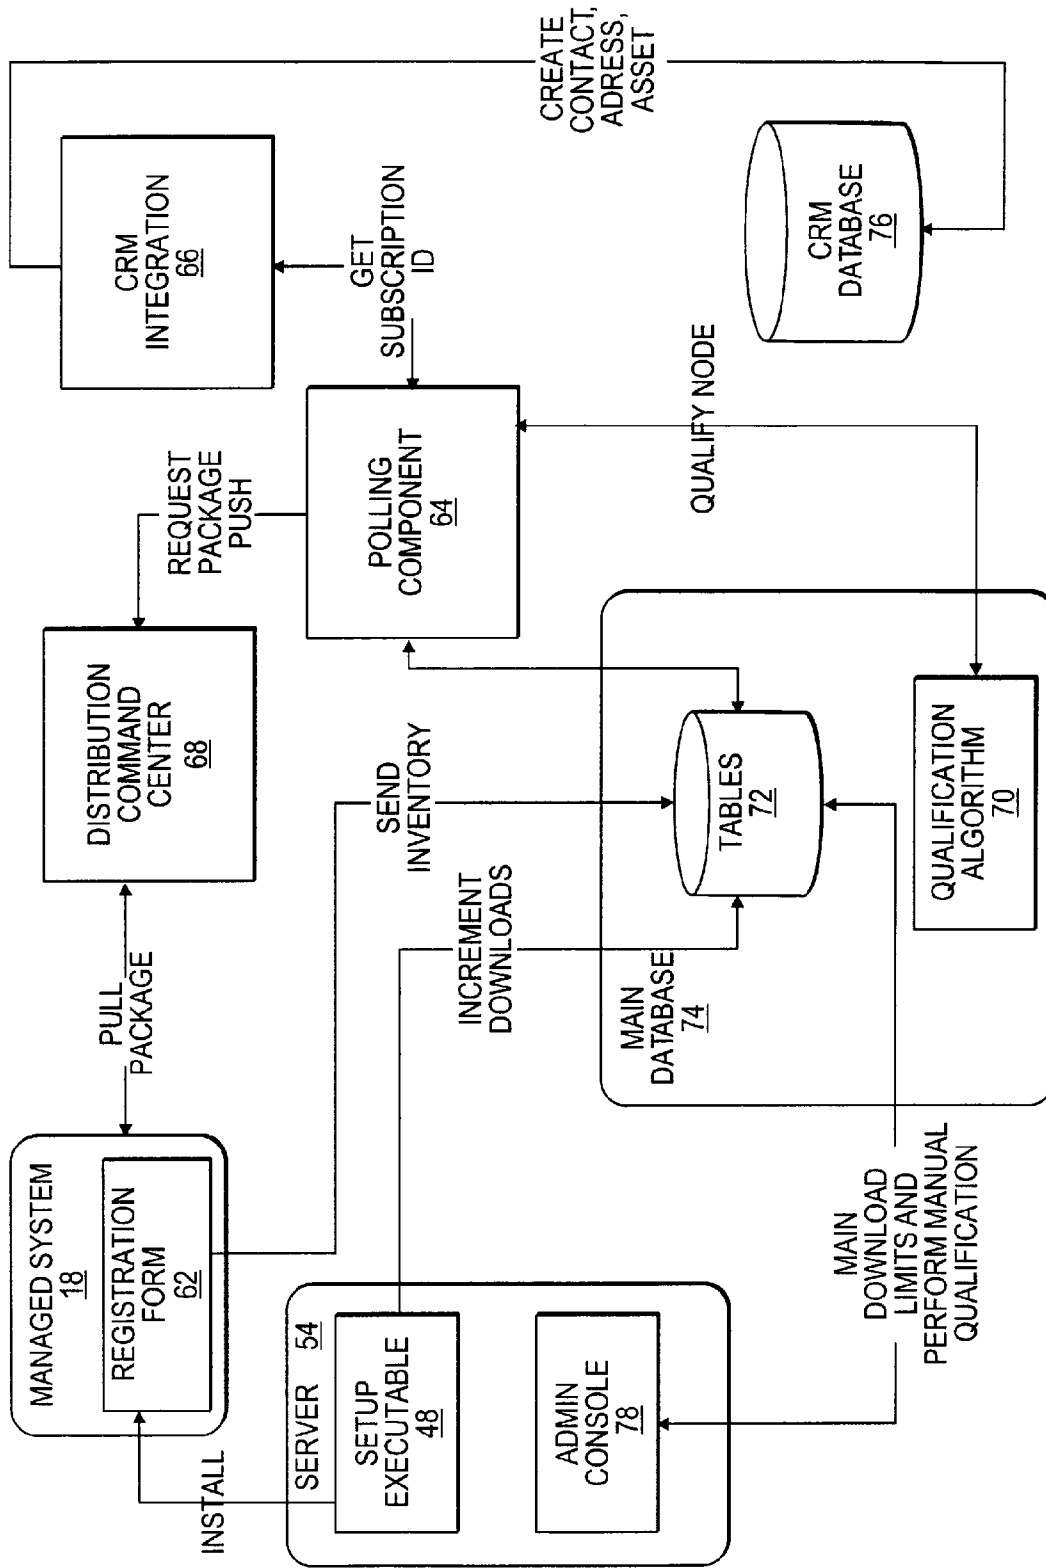 MANAGED SYSTEM
18
REGISTRATION
FORM
62
INSTALL
SERVER 54
SETUP
EXECUTABLE
48
ADMIN
CONSOLE
78
PULL
PACKAGE
DISTRIBUTION
COMMAND
CENTER
68
REQUEST
PACKAGE
PUSH
CRM
INTEGRATION
66
GET
SUBSCRIPTION
ID
POLLING
COMPONENT
64
SEND
INVENTORY
INCREMENT
DOWNLOADS
MAIN
DATABASE
74
TABLES
72
QUALIFICATION
ALGORITHM
70
QUALIFY NODE
MAIN
DOWNLOAD
LIMITS AND
PERFORM MANUAL
QUALIFICATION
CREATE
CONTACT,
ADRESS,
ASSET
CRM
DATABASE
76